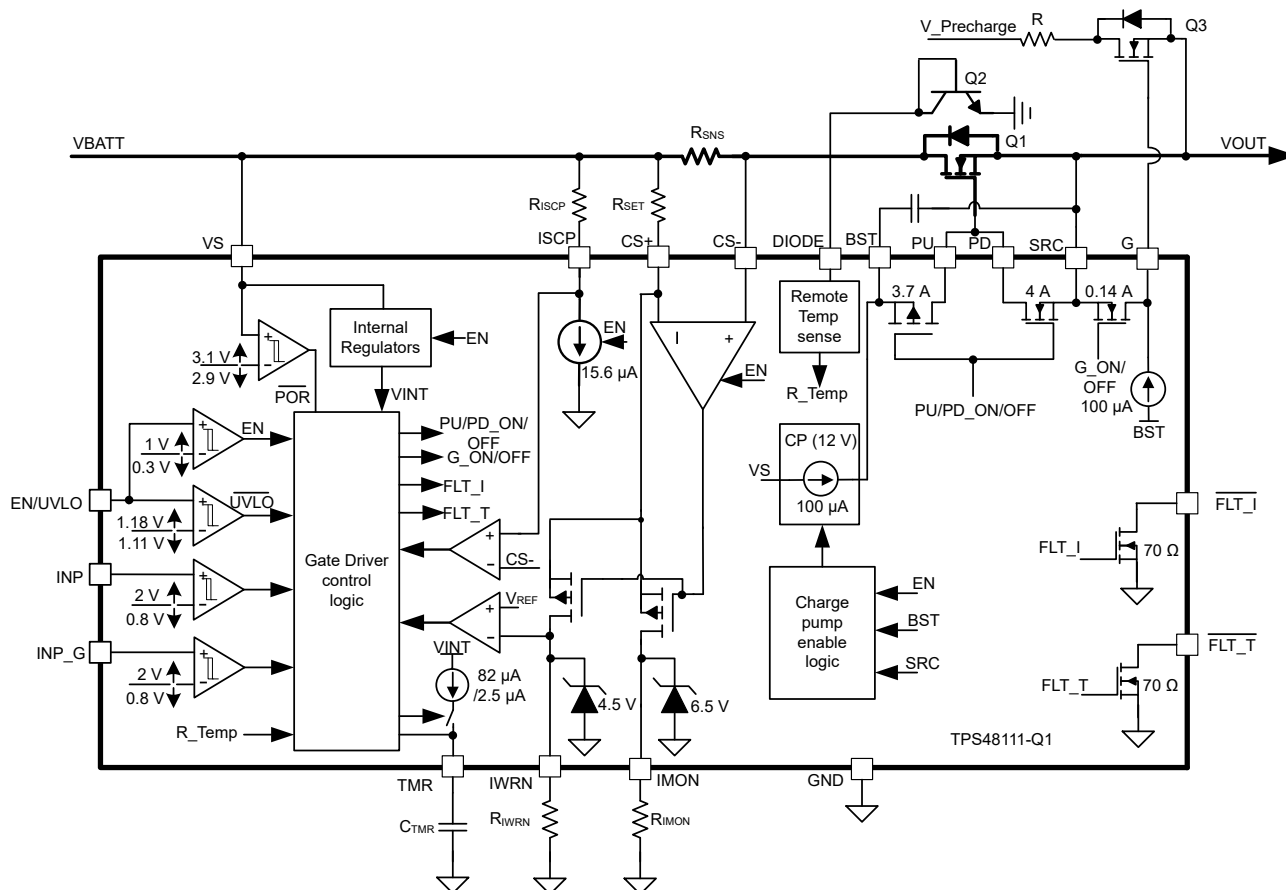 V_Precharge
R
Q3
Q2
VBATT
RSNS
Q1
VOUT
RISCP
RSET
VS
ISCP
CS+
CS-
DIODE
BST
PU
PD
SRC
G
Internal
Regulators
EN
3.1 V
2.9 V
POR
VINT
EN
15.6 µA
I
+
EN
Remote
Temp
sense
R_Temp
3.7 A
4 A
0.14 A
G_ON/
OFF
100 µA
BST
PU/PD_ON/OFF
EN
1 V
0.3 V
EN/UVLO
UVLO
1.18 V
1.11 V
INP
2 V
0.8 V
INP_G
2 V
0.8 V
R_Temp
Gate Driver
control
logic
PU/PD_ON/
OFF
G_ON/OFF
FLT_I
FLT_T
+
−
CS-
+
−
VREF
VINT
82 µA
/2.5 µA
4.5 V
6.5 V
CP (12 V)
VS
100 µA
Charge
pump
enable
logic
EN
BST
SRC
FLT_I
FLT_I
70 Ω
FLT_T
FLT_T
70 Ω
TPS48111-Q1
TMR
IWRN
IMON
GND
CTMR
RIWRN
RIMON